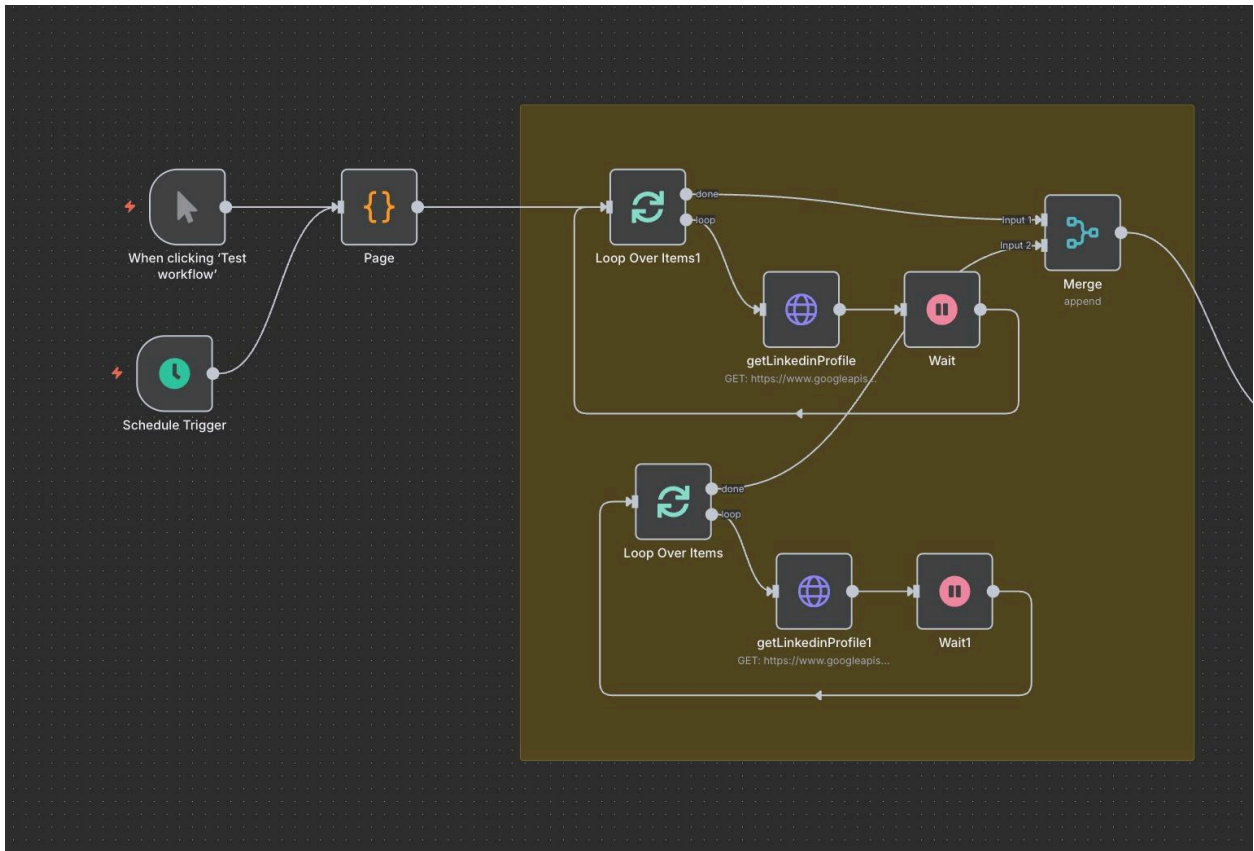 done
loop
Input 1
Input 2
When clicking ‘Test
workflow’
Page
Loop Over Items1
Merge
append
getLinkedinProfile
GET: https://www.googleapis...
Wait
Schedule Trigger
done
loop
Loop Over Items
getLinkedinProfile1
GET: https://www.googleapis...
Wait1